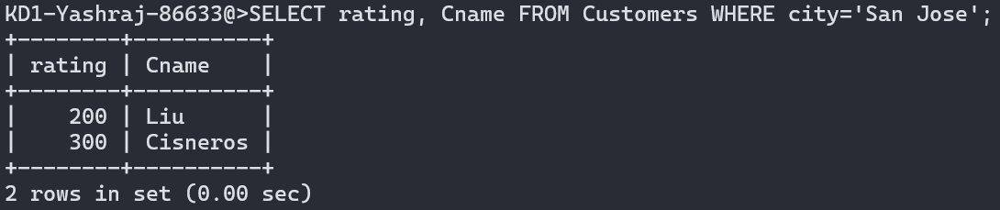 KD1-Yashraj-86633@>SELECT rating, Cname FROM Customers WHERE city='San Jose';
+--------+----------+
| rating | Cname    |
+--------+----------+
|    200 | Liu      |
|    300 | Cisneros |
+--------+----------+
2 rows in set (0.00 sec)